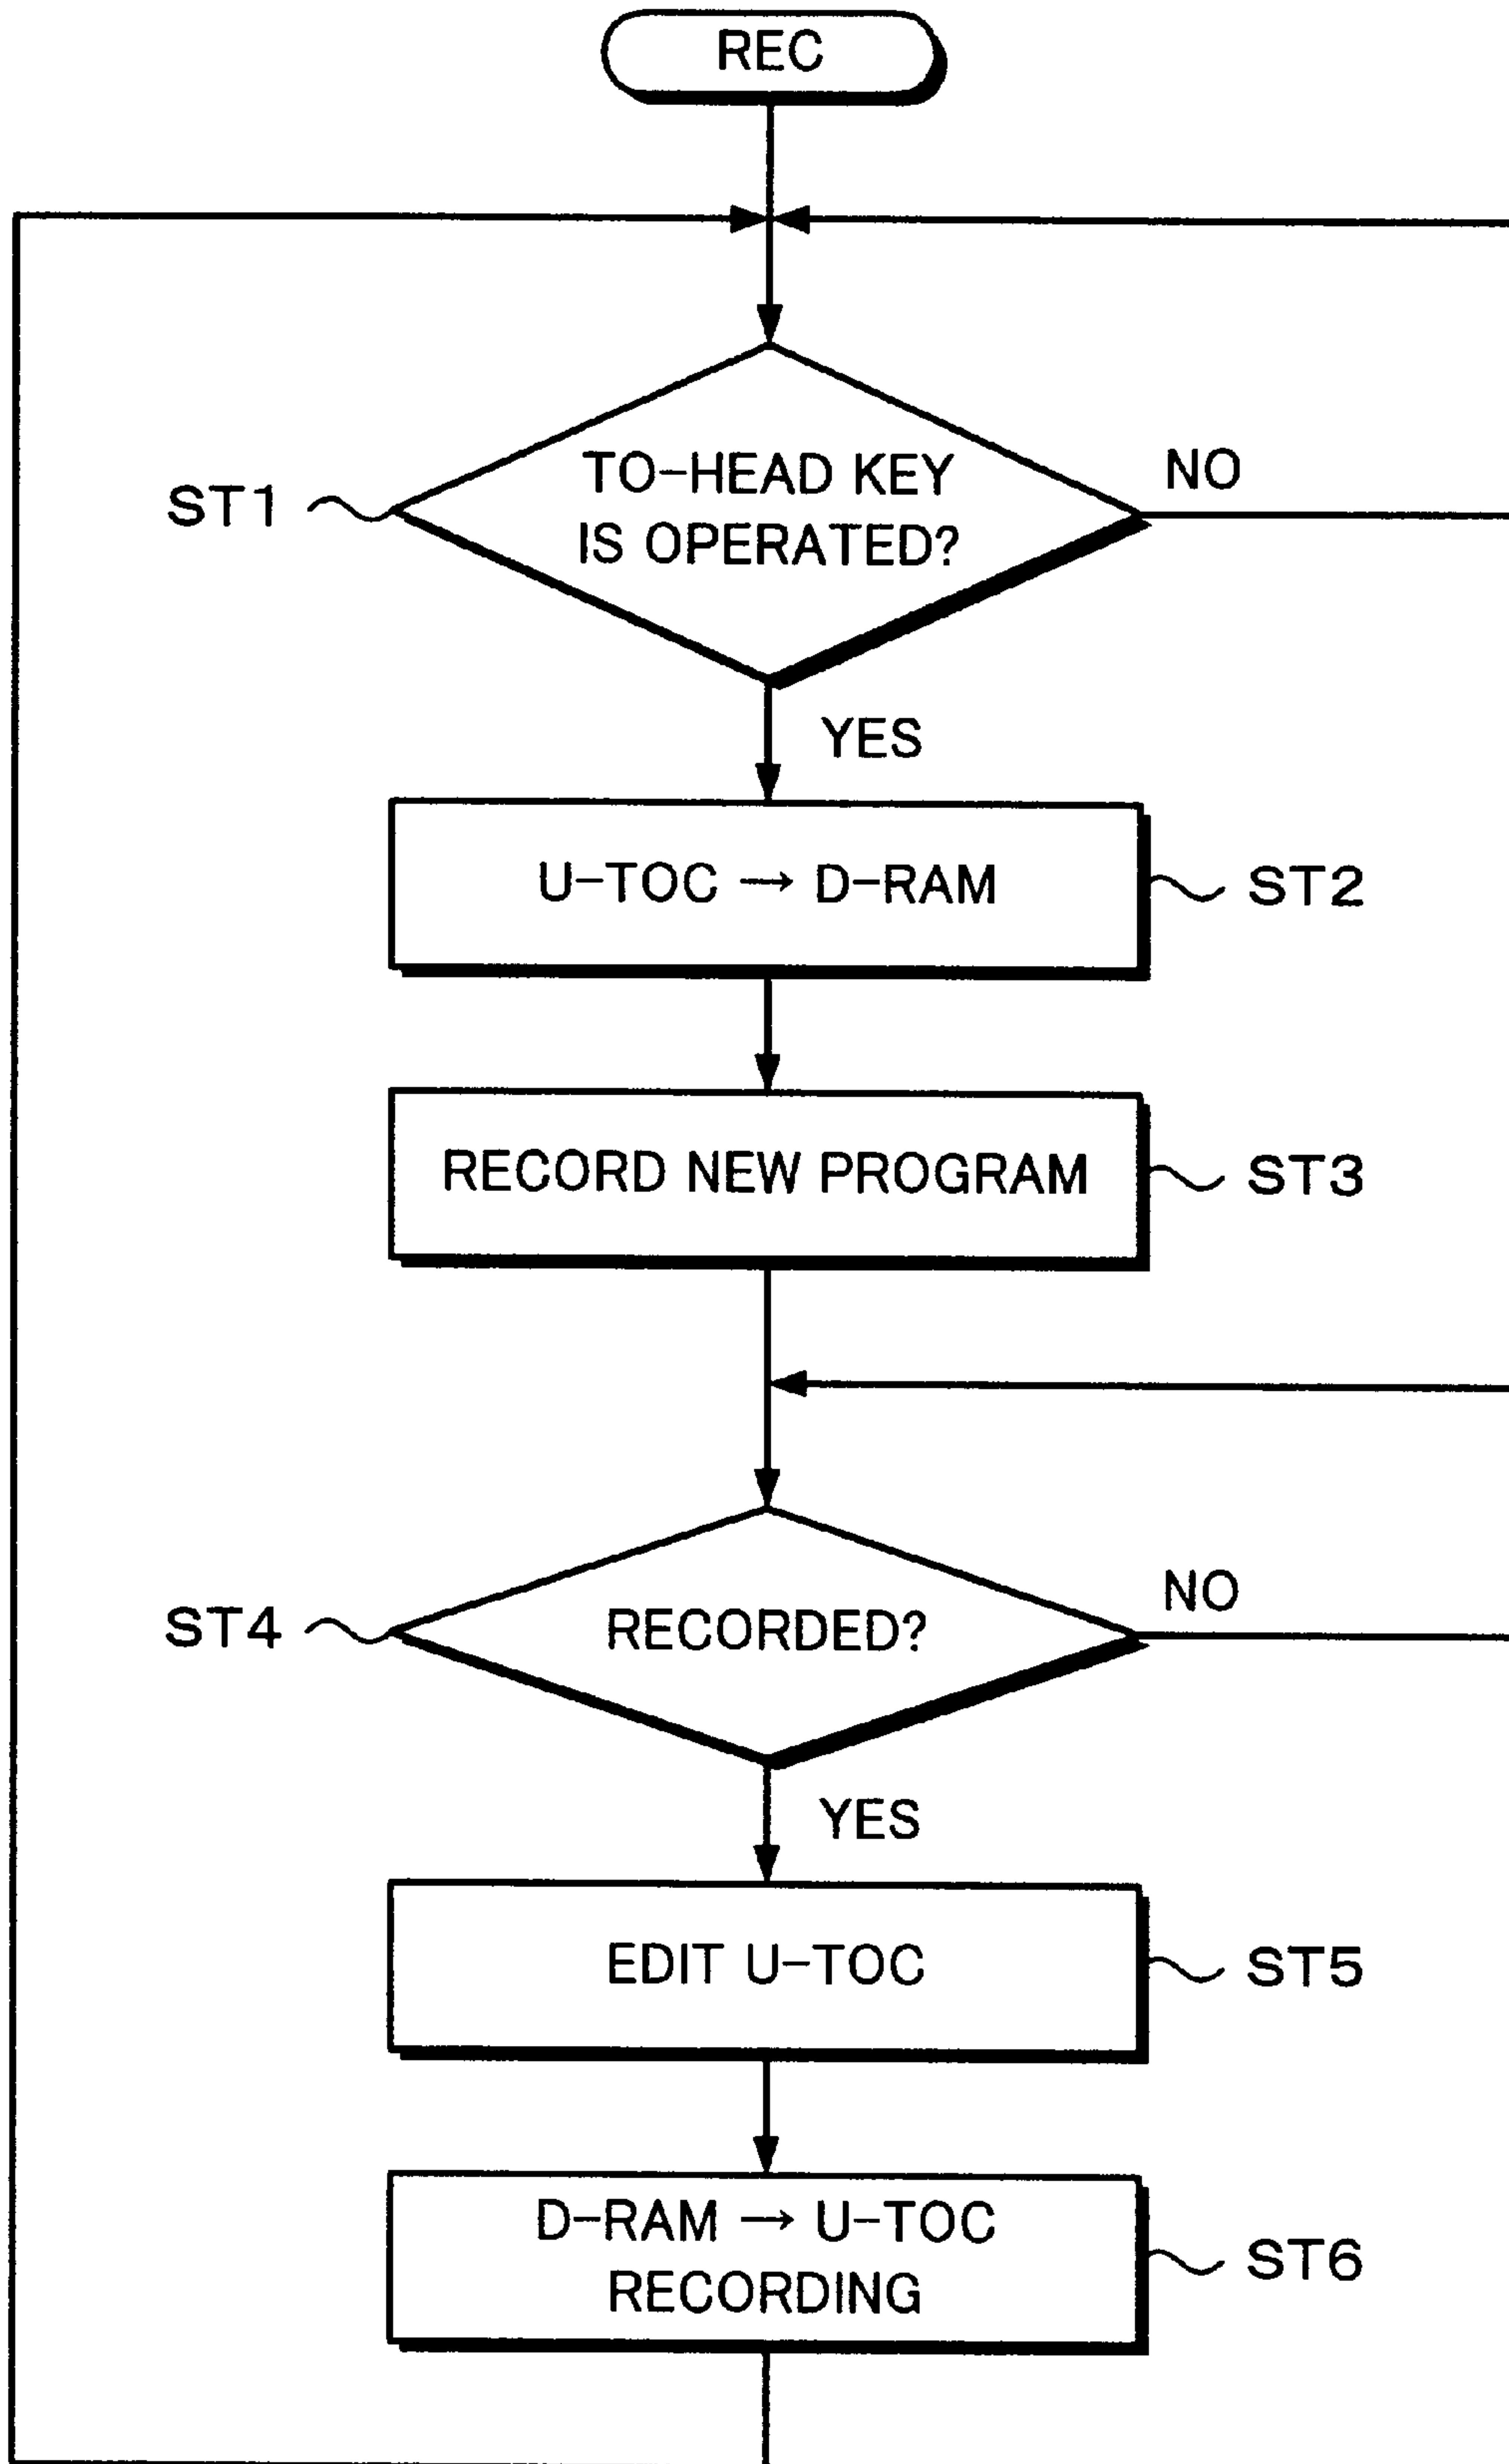 REC
TO-HEAD KEY
IS OPERATED?
NO
ST1
YES
U-TOC → D-RAM
ST2
RECORD NEW PROGRAM
ST3
NO
RECORDED?
ST4
YES
EDIT U-TOC
ST5
D-RAM → U-TOC
RECORDING
ST6